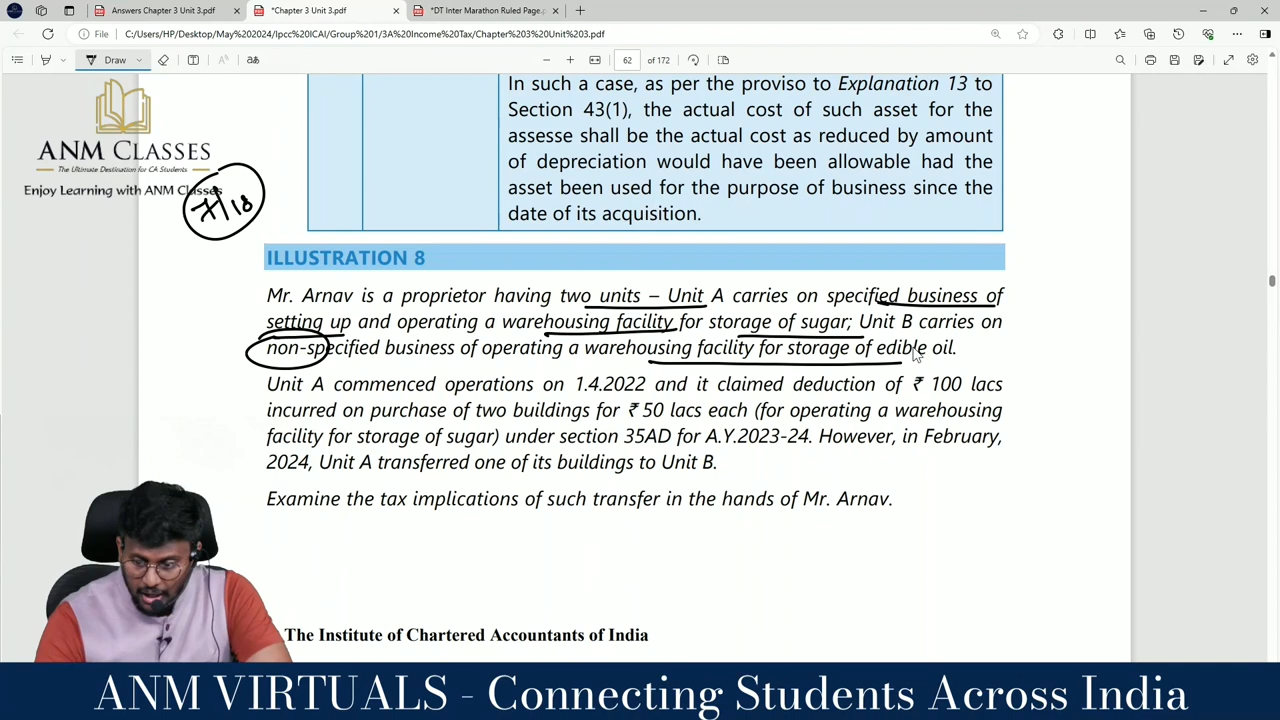 Answers Chapter 3 Unit 3.pdf
*Chapter 3 Unit 3.pdf
*DT Inter Marathon Ruled Page.p
File
C:/Users/HP/Desktop/May%202024/Ipcc%20ICAI/Group%201/3A%20Income%20Tax/Chapter%203%20Unit%203.pdf
Draw
62 of 172
In such a case, as per the proviso to Explanation 13 to
Section 43(1), the actual cost of such asset for the
assesse shall be the actual cost as reduced by amount
of depreciation would have been allowable had the
asset been used for the purpose of business since the
date of its acquisition.
ANM CLASSES
The Ultimate Destination for CA Students
Enjoy Learning with ANM Classes
ILLUSTRATION 8
Mr. Arnav is a proprietor having two units – Unit A carries on specified business of
setting up and operating a warehousing facility for storage of sugar; Unit B carries on
non-specified business of operating a warehousing facility for storage of edible oil.
Unit A commenced operations on 1.4.2022 and it claimed deduction of ₹ 100 lacs
incurred on purchase of two buildings for ₹ 50 lacs each (for operating a warehousing
facility for storage of sugar) under section 35AD for A.Y.2023-24. However, in February,
2024, Unit A transferred one of its buildings to Unit B.
Examine the tax implications of such transfer in the hands of Mr. Arnav.
The Institute of Chartered Accountants of India
ANM VIRTUALS - Connecting Students Across India